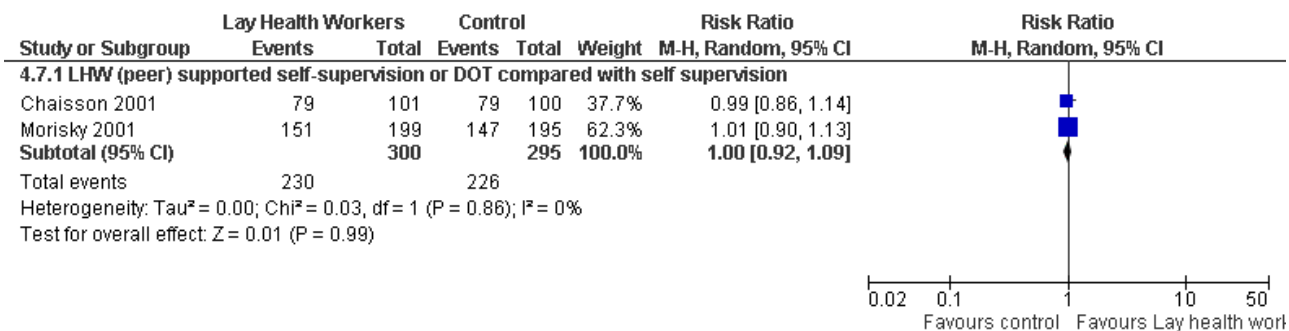 Lay Health Workers Control Risk Ratio Risk Ratio
Study or Subgroup Events Total Events Total Weight M-H, Random, 95% CI M-H, Random, 95% CI
4.7.1 LHW (peer) supported self-supervision or DOT compared with self supervision
Chaisson 2001 79 101 79 100 37.7% 0.99 [0.86, 1.14]
Morisky 2001 151 199 147 195 62.3% 1.01 [0.90, 1.13]
Subtotal (95% CI) 300 295 100.0% 1.00 [0.92, 1.09]
Total events 230 226
Heterogeneity: Tau² = 0.00; Chi² = 0.03, df = 1 (P = 0.86); I² = 0%
Test for overall effect: Z = 0.01 (P = 0.99)
0.02 0.1 1 10 50
Favours control Favours Lay health worl